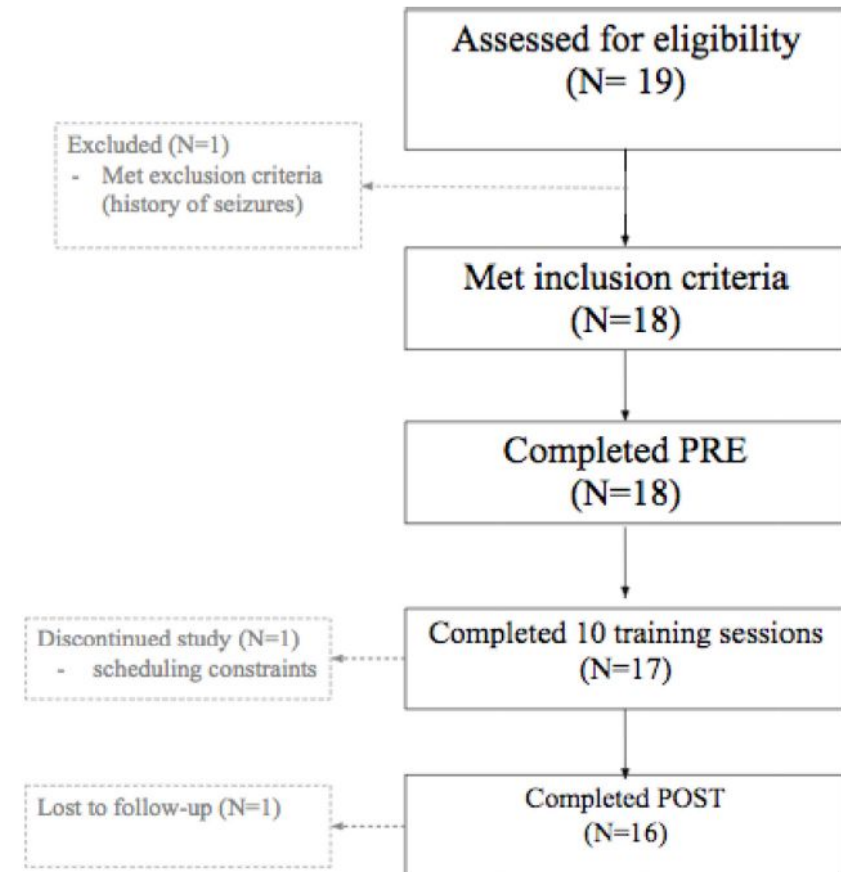 Assessed for eligibility
(N= 19)
Excluded (N=1)
- Met exclusion criteria
(history of seizures)
Met inclusion criteria
(N=18)
Completed PRE
(N=18)
Completed 10 training sessions
(N=17)
Discontinued study (N=1)
- scheduling constraints
Completed POST
(N=16)
Lost to follow-up (N=1)